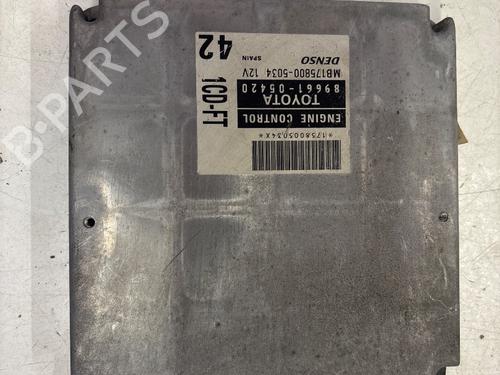 *1758005034X*
ENGINE CONTROL
TOYOTA
89661-05420
MB175800-5034 12V
DENSO
SPAIN
42
1CD-FT
B-PARTS